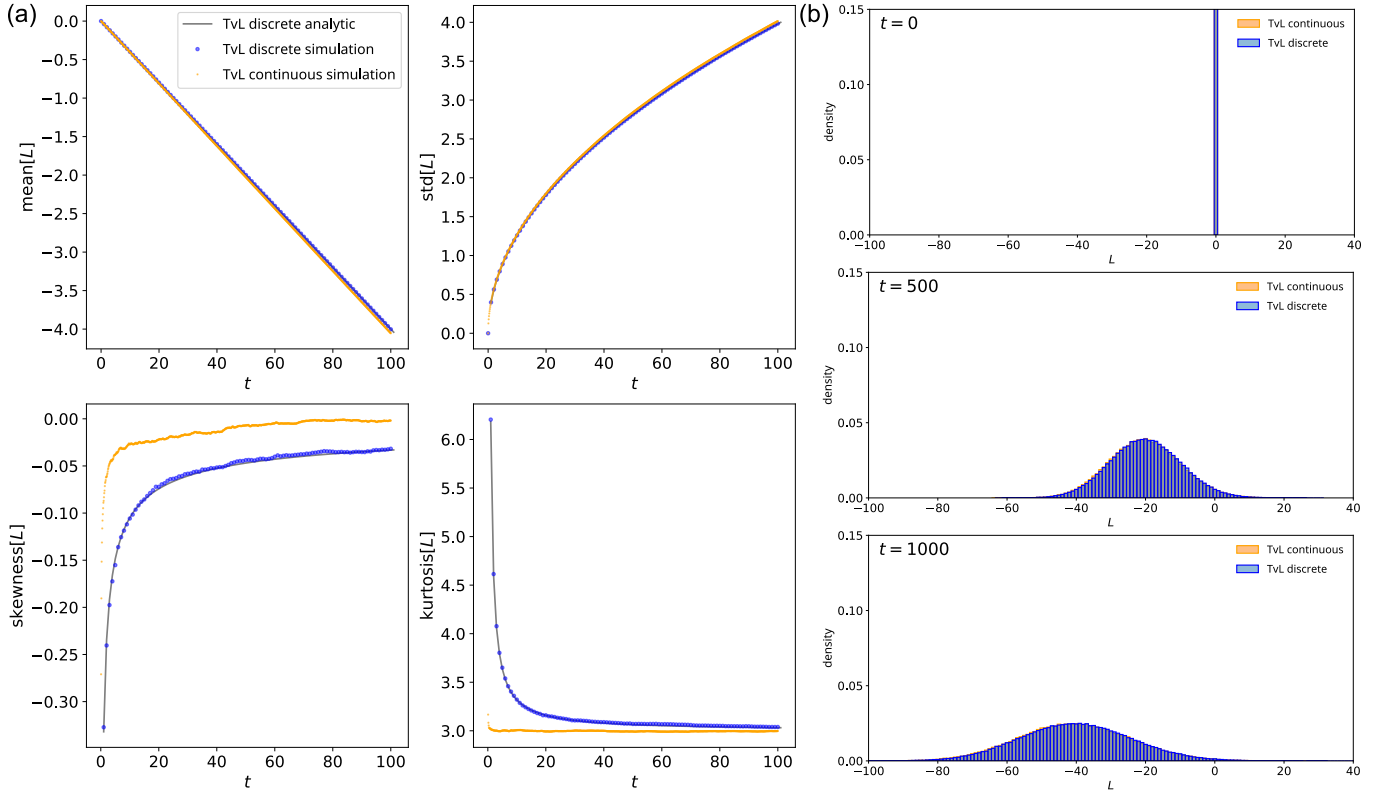 (a)
0.0
−0.5
−1.0
−1.5
−2.0
−2.5
−3.0
−3.5
−4.0
mean[L]
TvL discrete analytic
TvL discrete simulation
TvL continuous simulation
0 20 40 60 80 100
t
4.0
3.5
3.0
2.5
2.0
1.5
1.0
0.5
0.0
std[L]
0 20 40 60 80 100
t
0.00
−0.05
−0.10
−0.15
−0.20
−0.25
−0.30
skewness[L]
0 20 40 60 80 100
t
6.0
5.5
5.0
4.5
4.0
3.5
3.0
kurtosis[L]
0 20 40 60 80 100
t
(b)
t = 0
TvL continuous
TvL discrete
0.15
0.10
0.05
0.00
density
−100 −80 −60 −40 −20 0 20 40
L
t = 500
TvL continuous
TvL discrete
0.15
0.10
0.05
0.00
density
−100 −80 −60 −40 −20 0 20 40
L
t = 1000
TvL continuous
TvL discrete
0.15
0.10
0.05
0.00
density
−100 −80 −60 −40 −20 0 20 40
L